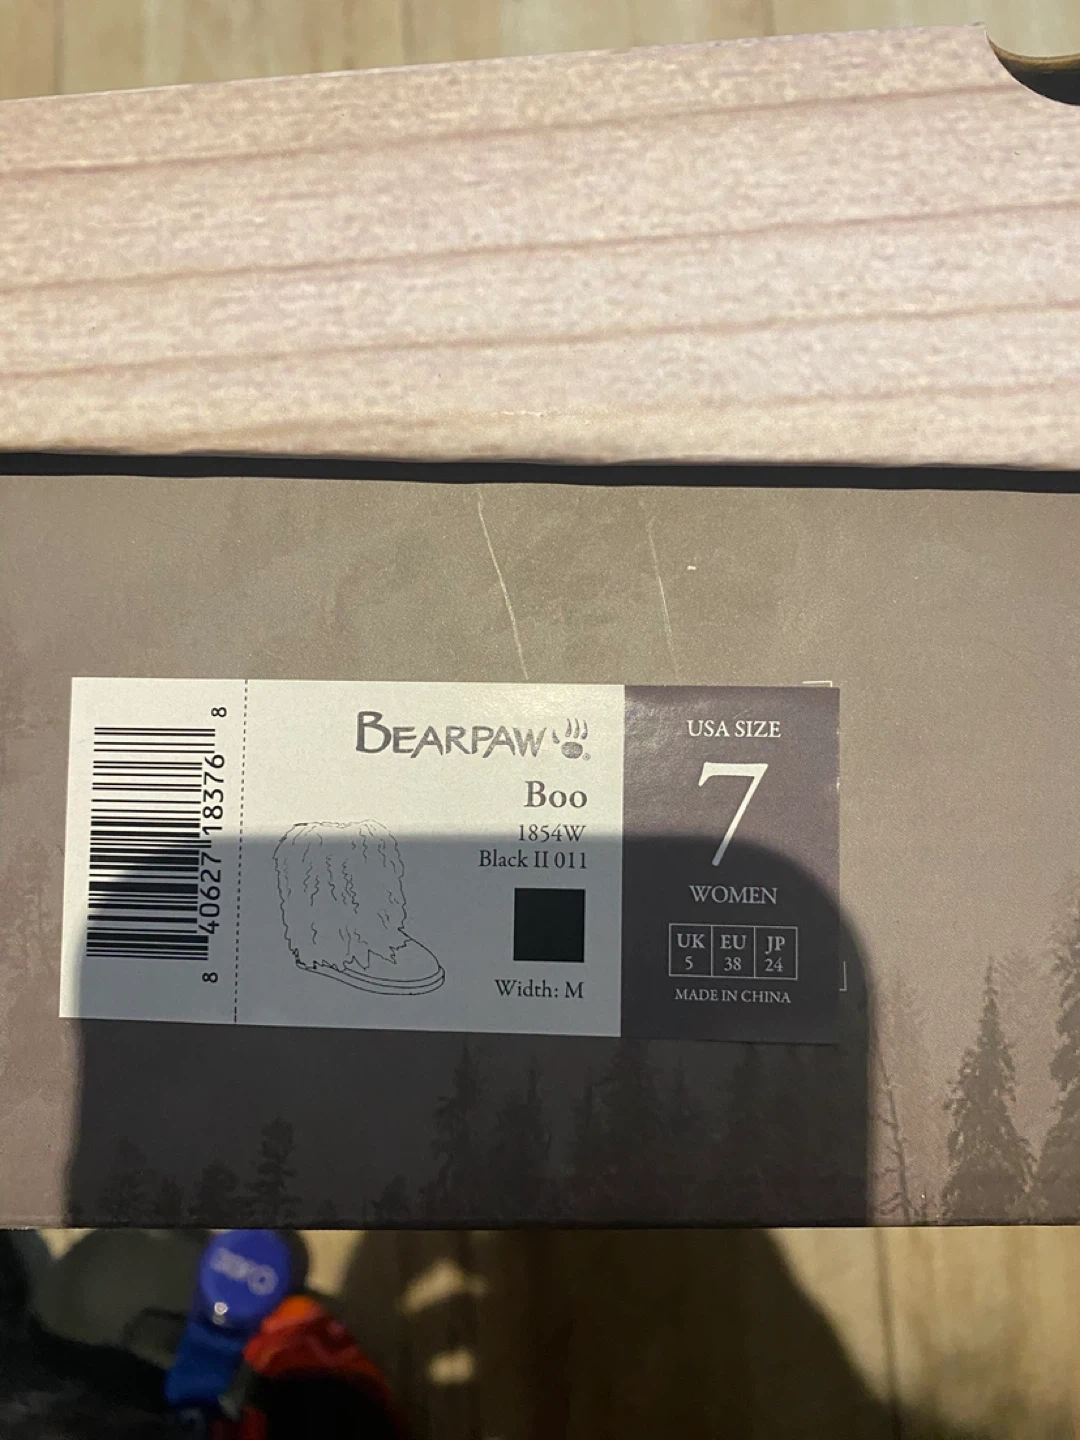 8 40627 18376 8
BEARPAW
Boo
1854W
Black II 011
Width: M
USA SIZE
7
WOMEN
UK EU JP
5 38 24
MADE IN CHINA